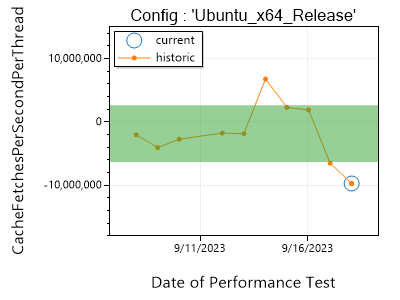 Config : 'Ubuntu_x64_Release'
CacheFetchesPerSecondPerThread
current
historic
10,000,000
0
-10,000,000
9/11/2023
9/16/2023
Date of Performance Test